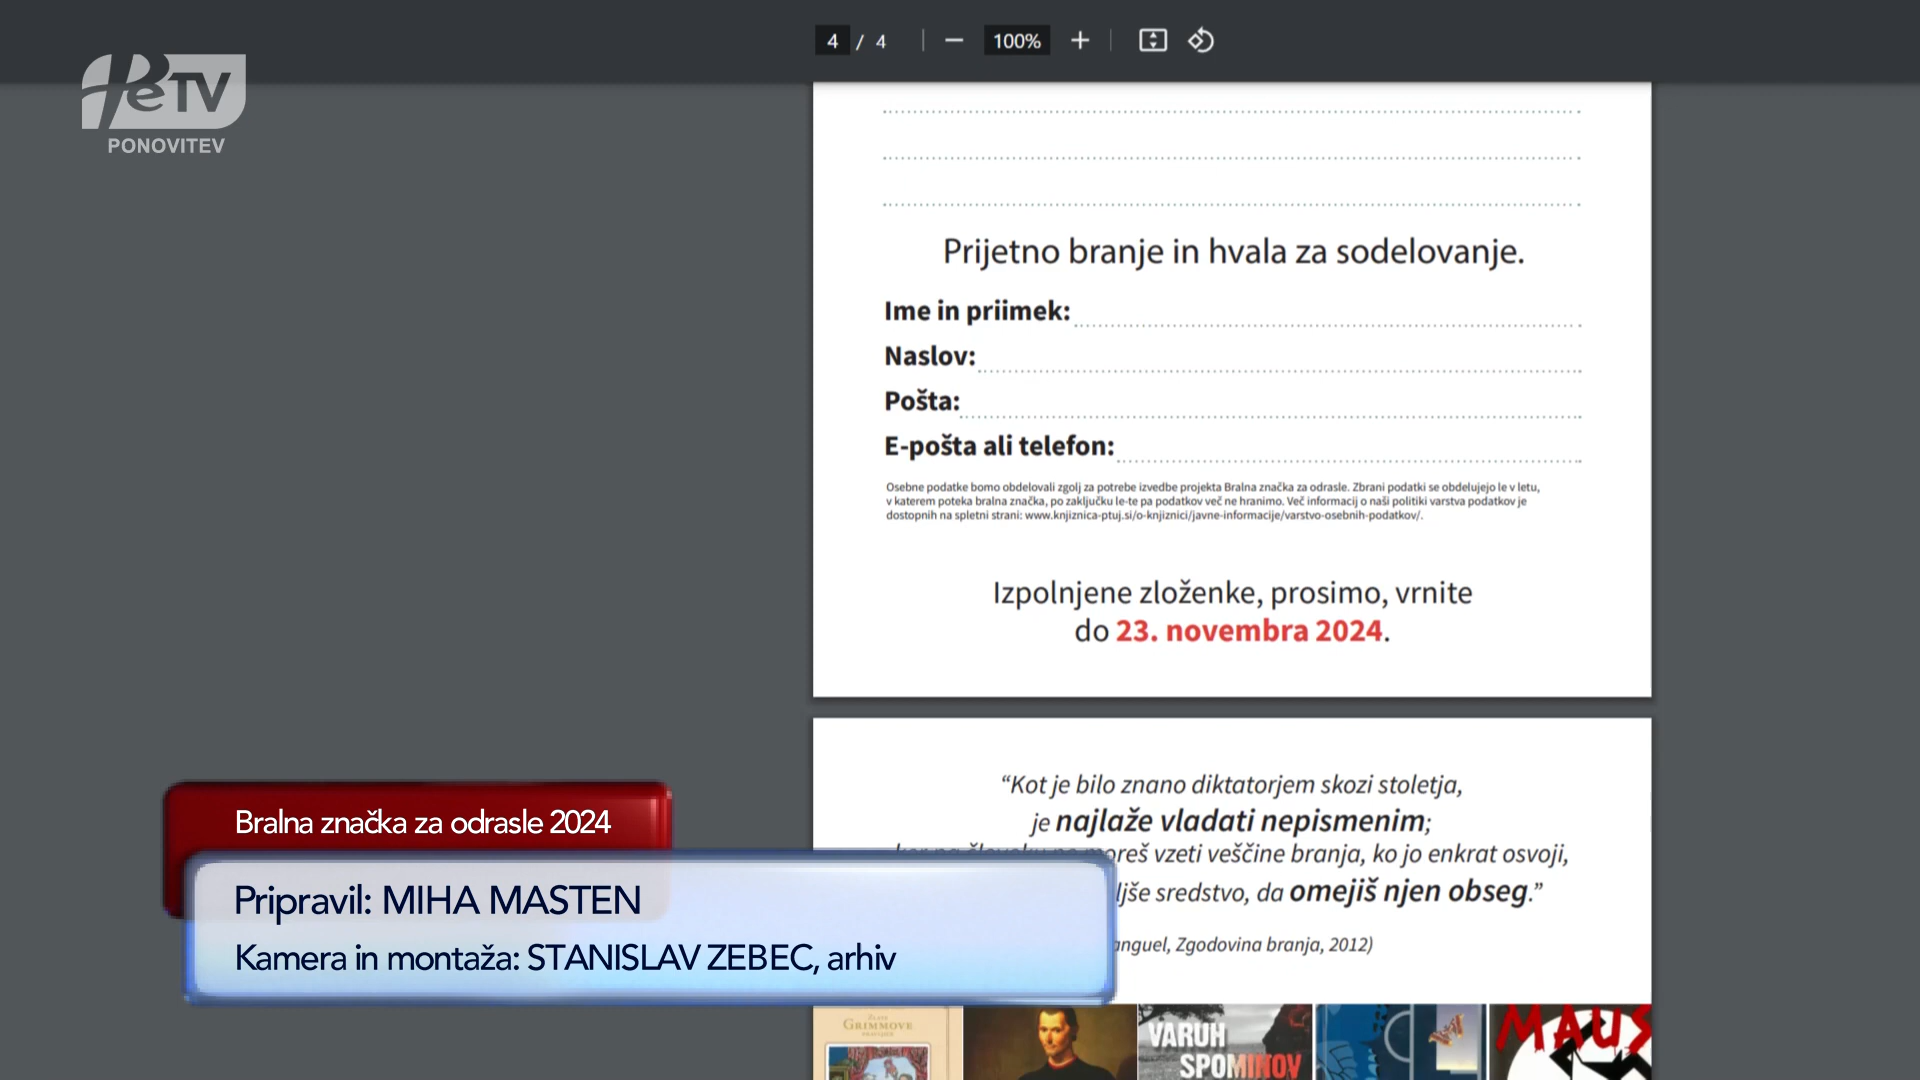 4 / 4
100%
PeTV
PONOVITEV
Prijetno branje in hvala za sodelovanje.
Ime in priimek:
Naslov:
Pošta:
E-pošta ali telefon:
Osebne podatke bomo obdelovali zgolj za potrebe izvedbe projekta Bralna značka za odrasle. Zbrani podatki se obdelujejo le v letu,
v katerem poteka bralna značka, po zaključku le-te pa podatkov več ne hranimo. Več informacij o naši politiki varstva podatkov je
dostopnih na spletni strani: www.knjiznica-ptuj.si/o-knjiznici/javne-informacije/varstvo-osebnih-podatkov/.
Izpolnjene zloženke, prosimo, vrnite
do 23. novembra 2024.
“Kot je bilo znano diktatorjem skozi stoletja,
je najlaže vladati nepismenim;
vzeti veščine branja, ko jo enkrat osvoji,
sredstvo, da omejiš njen obseg.”
Zgodovina branja, 2012)
Bralna značka za odrasle 2024
Pripravil: MIHA MASTEN
Kamera in montaža: STANISLAV ZEBEC, arhiv
GRIMMOVE
VARUH
SPOMINOV
MAUS